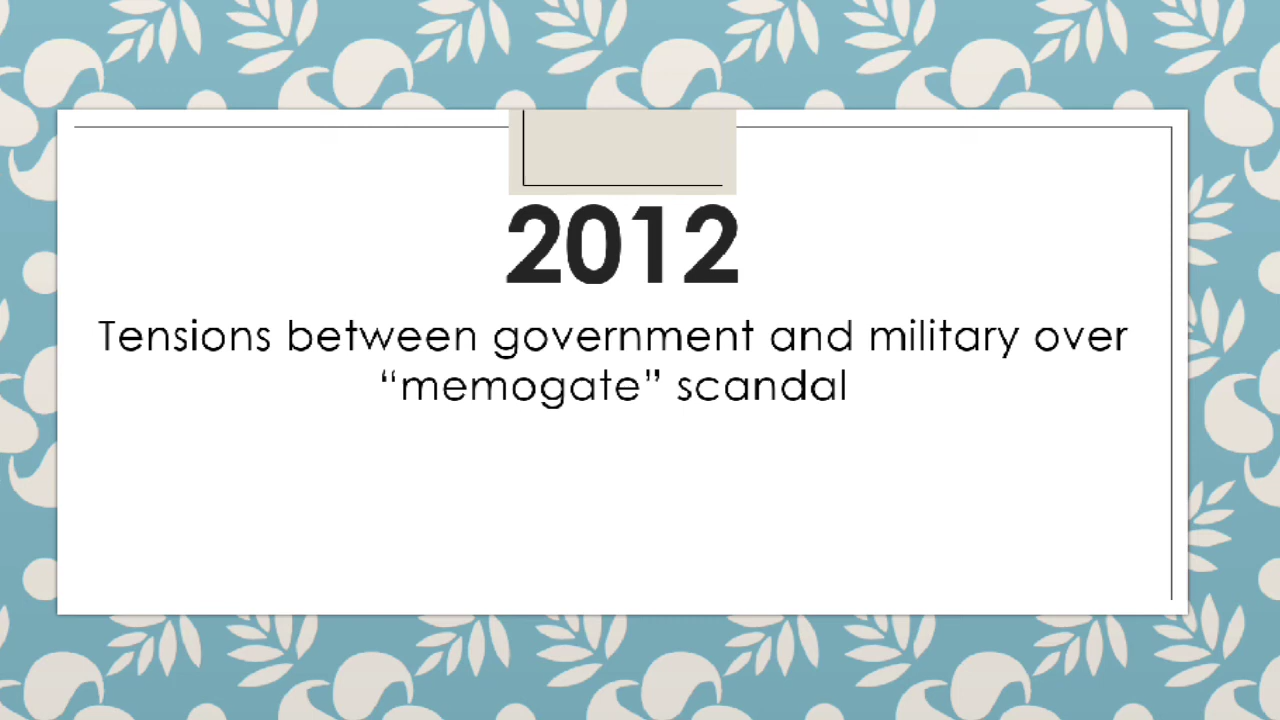 2012
Tensions between government and military over
“memogate” scandal